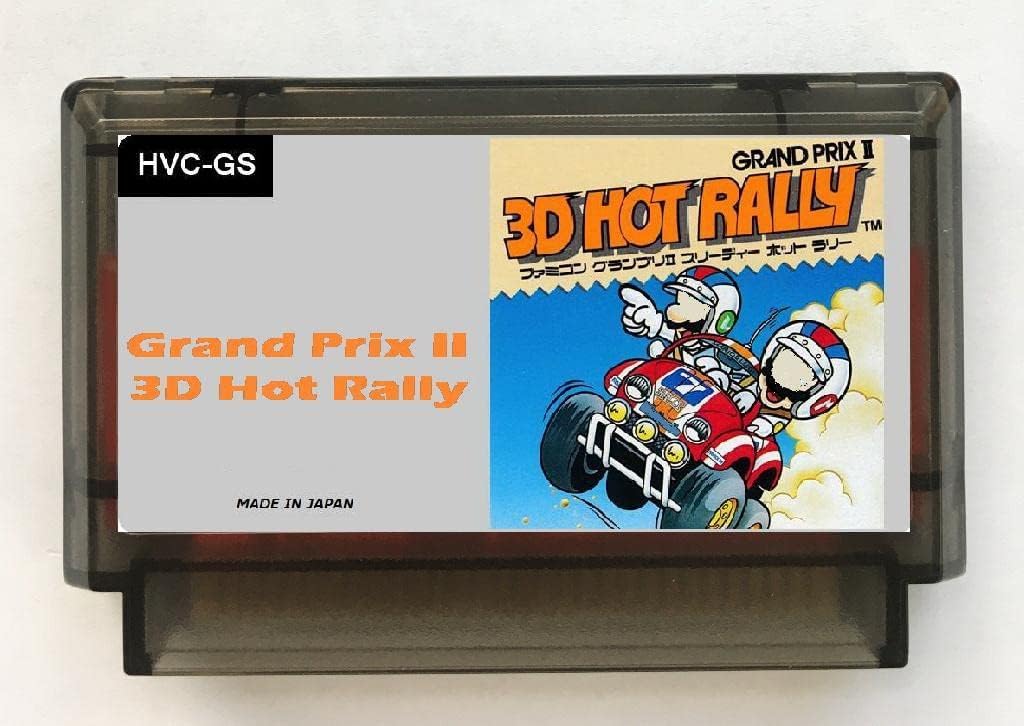 HVC-GS
Grand Prix II
3D Hot Rally
MADE IN JAPAN
GRAND PRIX II
3D HOT RALLY™
ファミコン グランプリII スリーディー ホット ラリー
L